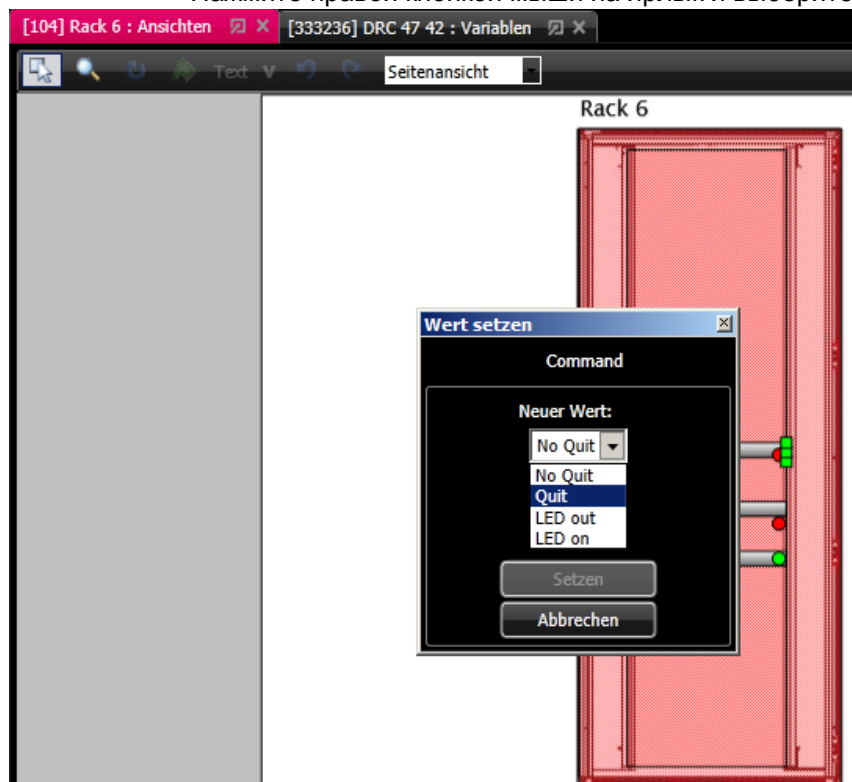 [104] Rack 6 : Ansichten [333236] DRC 47 42 : Variablen
Text V Seitenansicht
Rack 6
Wert setzen
Command
Neuer Wert:
No Quit
No Quit
Quit
LED out
LED on
Setzen
Abbrechen